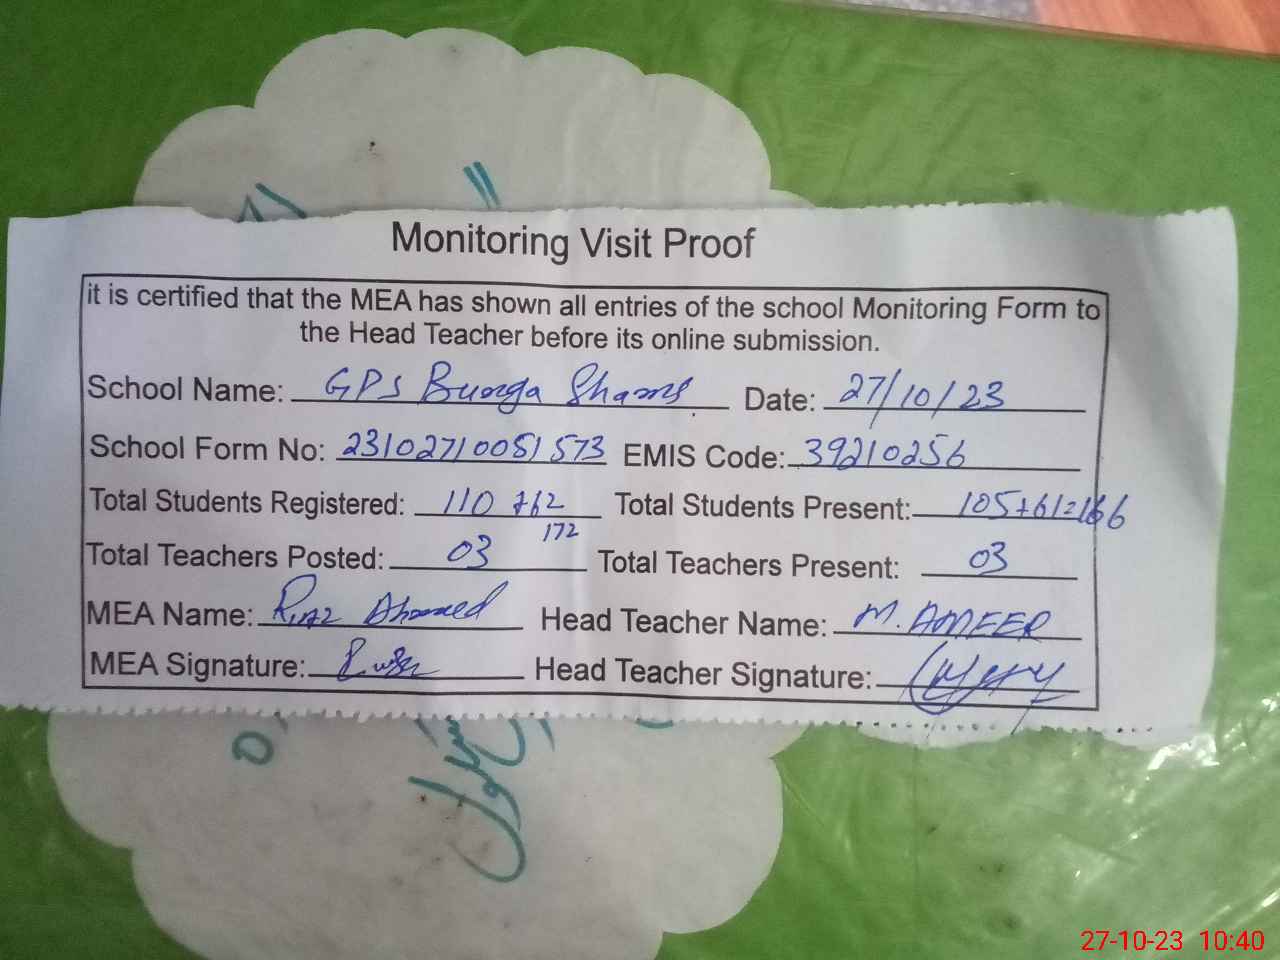 Monitoring Visit Proof
it is certified that the MEA has shown all entries of the school Monitoring Form to
the Head Teacher before its online submission.
School Name: GPS Bunga Shams Date: 27/10/23
School Form No: 23102710051573 EMIS Code: 39210256
Total Students Registered: 110+62 Total Students Present: 105+61=166
172
Total Teachers Posted: 03 Total Teachers Present: 03
MEA Name: Riaz Ahmed Head Teacher Name: M. AMEER
MEA Signature: Head Teacher Signature:
27-10-23 10:40